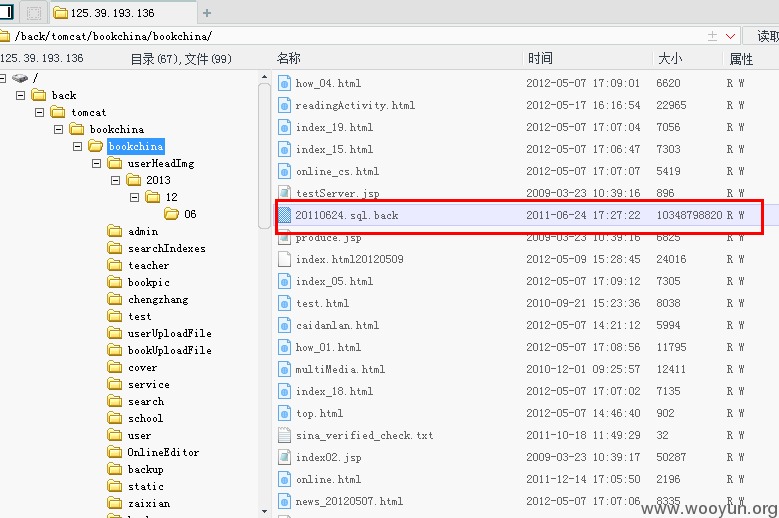 125.39.193.136
/back/tomcat/bookchina/bookchina/ 读取
125.39.193.136 目录(67),文件(99) 名称 时间 大小 属性
/
back
tomcat
bookchina
bookchina
userHeadImg
2013
12
06
admin
searchIndexes
teacher
bookpic
chengzhang
test
userUploadFile
bookUploadFile
cover
service
search
school
user
OnlineEditor
backup
static
zaixian
how_04.html 2012-05-07 17:09:01 6620 R W
readingActivity.html 2012-05-17 16:16:54 22965 R W
index_19.html 2012-05-07 17:07:04 7056 R W
index_15.html 2012-05-07 17:06:47 7303 R W
online_cs.html 2012-05-07 17:07:07 5419 R W
testServer.jsp 2009-03-23 10:39:16 896 R W
20110624.sql.back 2011-06-24 17:27:22 10348798820 R W
produce.jsp 2009-03-23 10:39:16 6825 R W
index.html20120509 2012-05-09 15:28:45 24016 R W
index_05.html 2012-05-07 17:09:12 7305 R W
test.html 2010-09-21 15:23:36 8038 R W
caidanlan.html 2012-05-07 14:21:12 5994 R W
how_01.html 2012-05-07 17:08:56 11795 R W
multiMedia.html 2010-12-01 09:25:57 12411 R W
index_18.html 2012-05-07 17:07:02 7135 R W
top.html 2012-05-07 14:46:40 902 R W
sina_verified_check.txt 2011-10-18 11:49:29 32 R W
index02.jsp 2009-03-23 10:39:17 50287 R W
online.html 2011-12-14 17:05:50 2196 R W
news_20120507.html 2012-05-07 17:07:06 8335 R W
www.wooyun.org